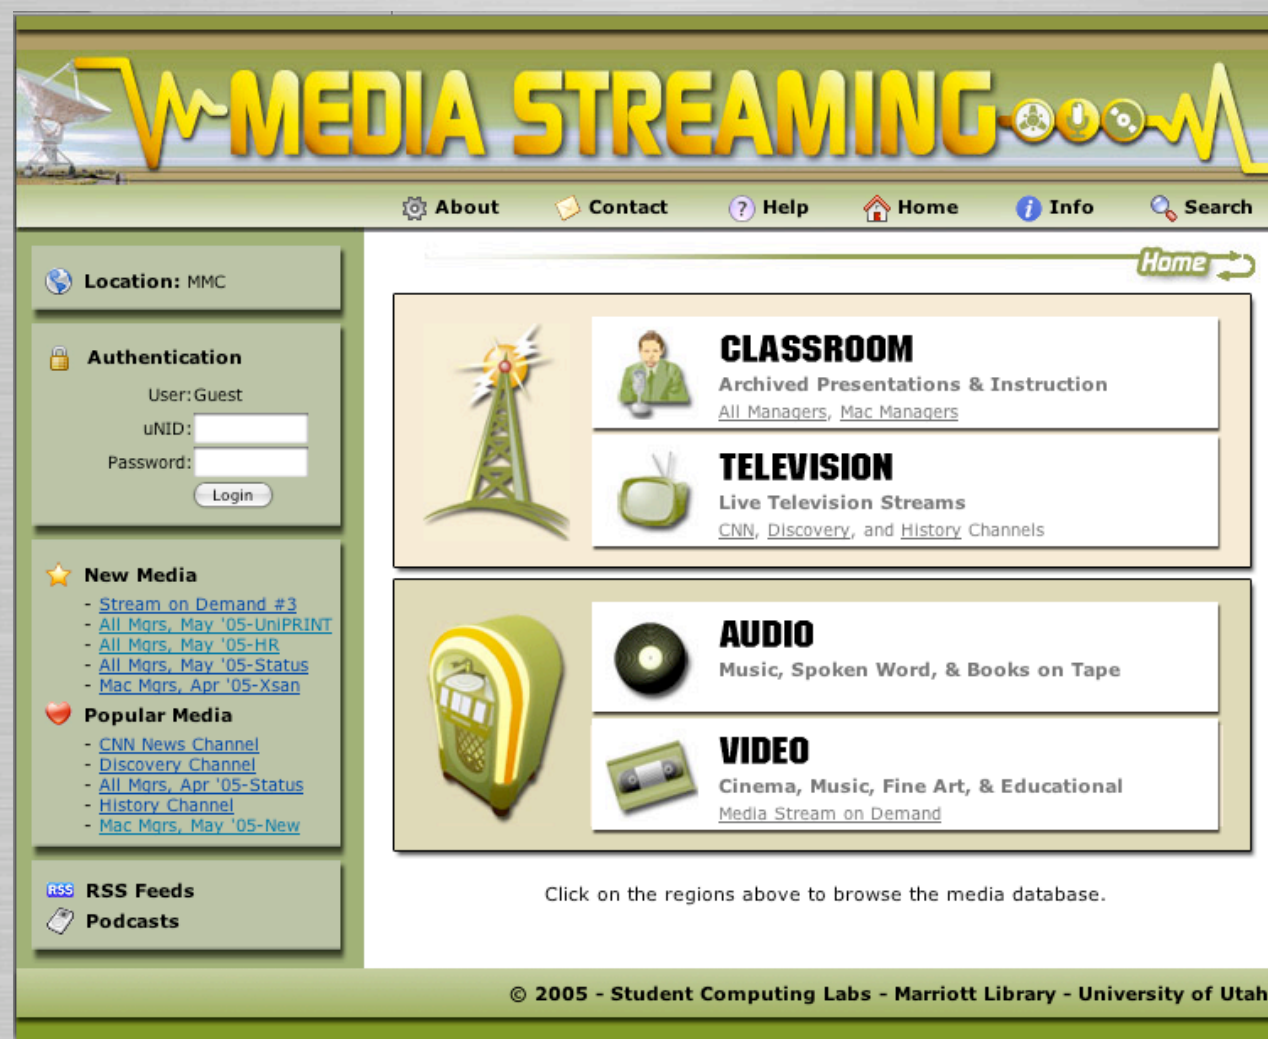 MEDIA STREAMING
About Contact Help Home Info Search
Location: MMC
Authentication
User: Guest
uNID:
Password:
Login
New Media
- Stream on Demand #3
- All Mgrs, May '05-UniPRINT
- All Mgrs, May '05-HR
- All Mgrs, May '05-Status
- Mac Mgrs, Apr '05-Xsan
Popular Media
- CNN News Channel
- Discovery Channel
- All Mgrs, Apr '05-Status
- History Channel
- Mac Mgrs, May '05-New
RSS RSS Feeds
Podcasts
Home
CLASSROOM
Archived Presentations & Instruction
All Managers, Mac Managers
TELEVISION
Live Television Streams
CNN, Discovery, and History Channels
AUDIO
Music, Spoken Word, & Books on Tape
VIDEO
Cinema, Music, Fine Art, & Educational
Media Stream on Demand
Click on the regions above to browse the media database.
© 2005 - Student Computing Labs - Marriott Library - University of Utah